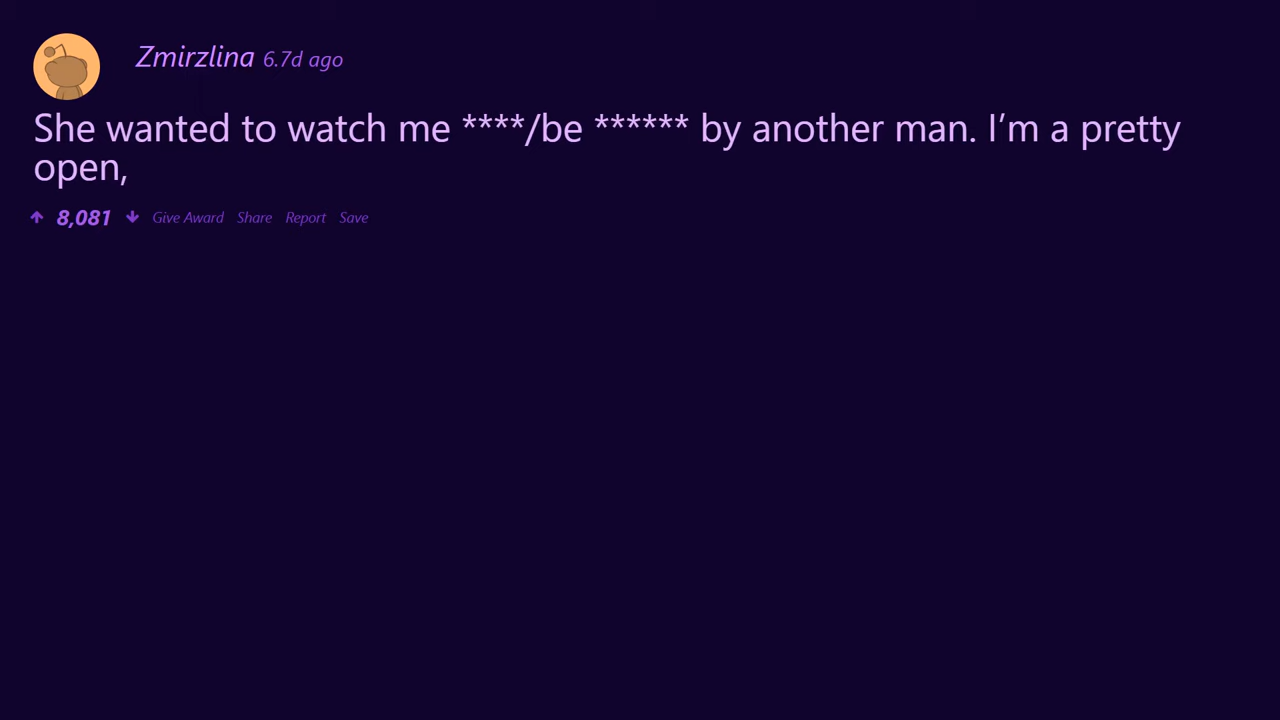 Zmirzlina 6.7d ago
She wanted to watch me ****/be ****** by another man. I’m a pretty
open,
8,081 Give Award Share Report Save